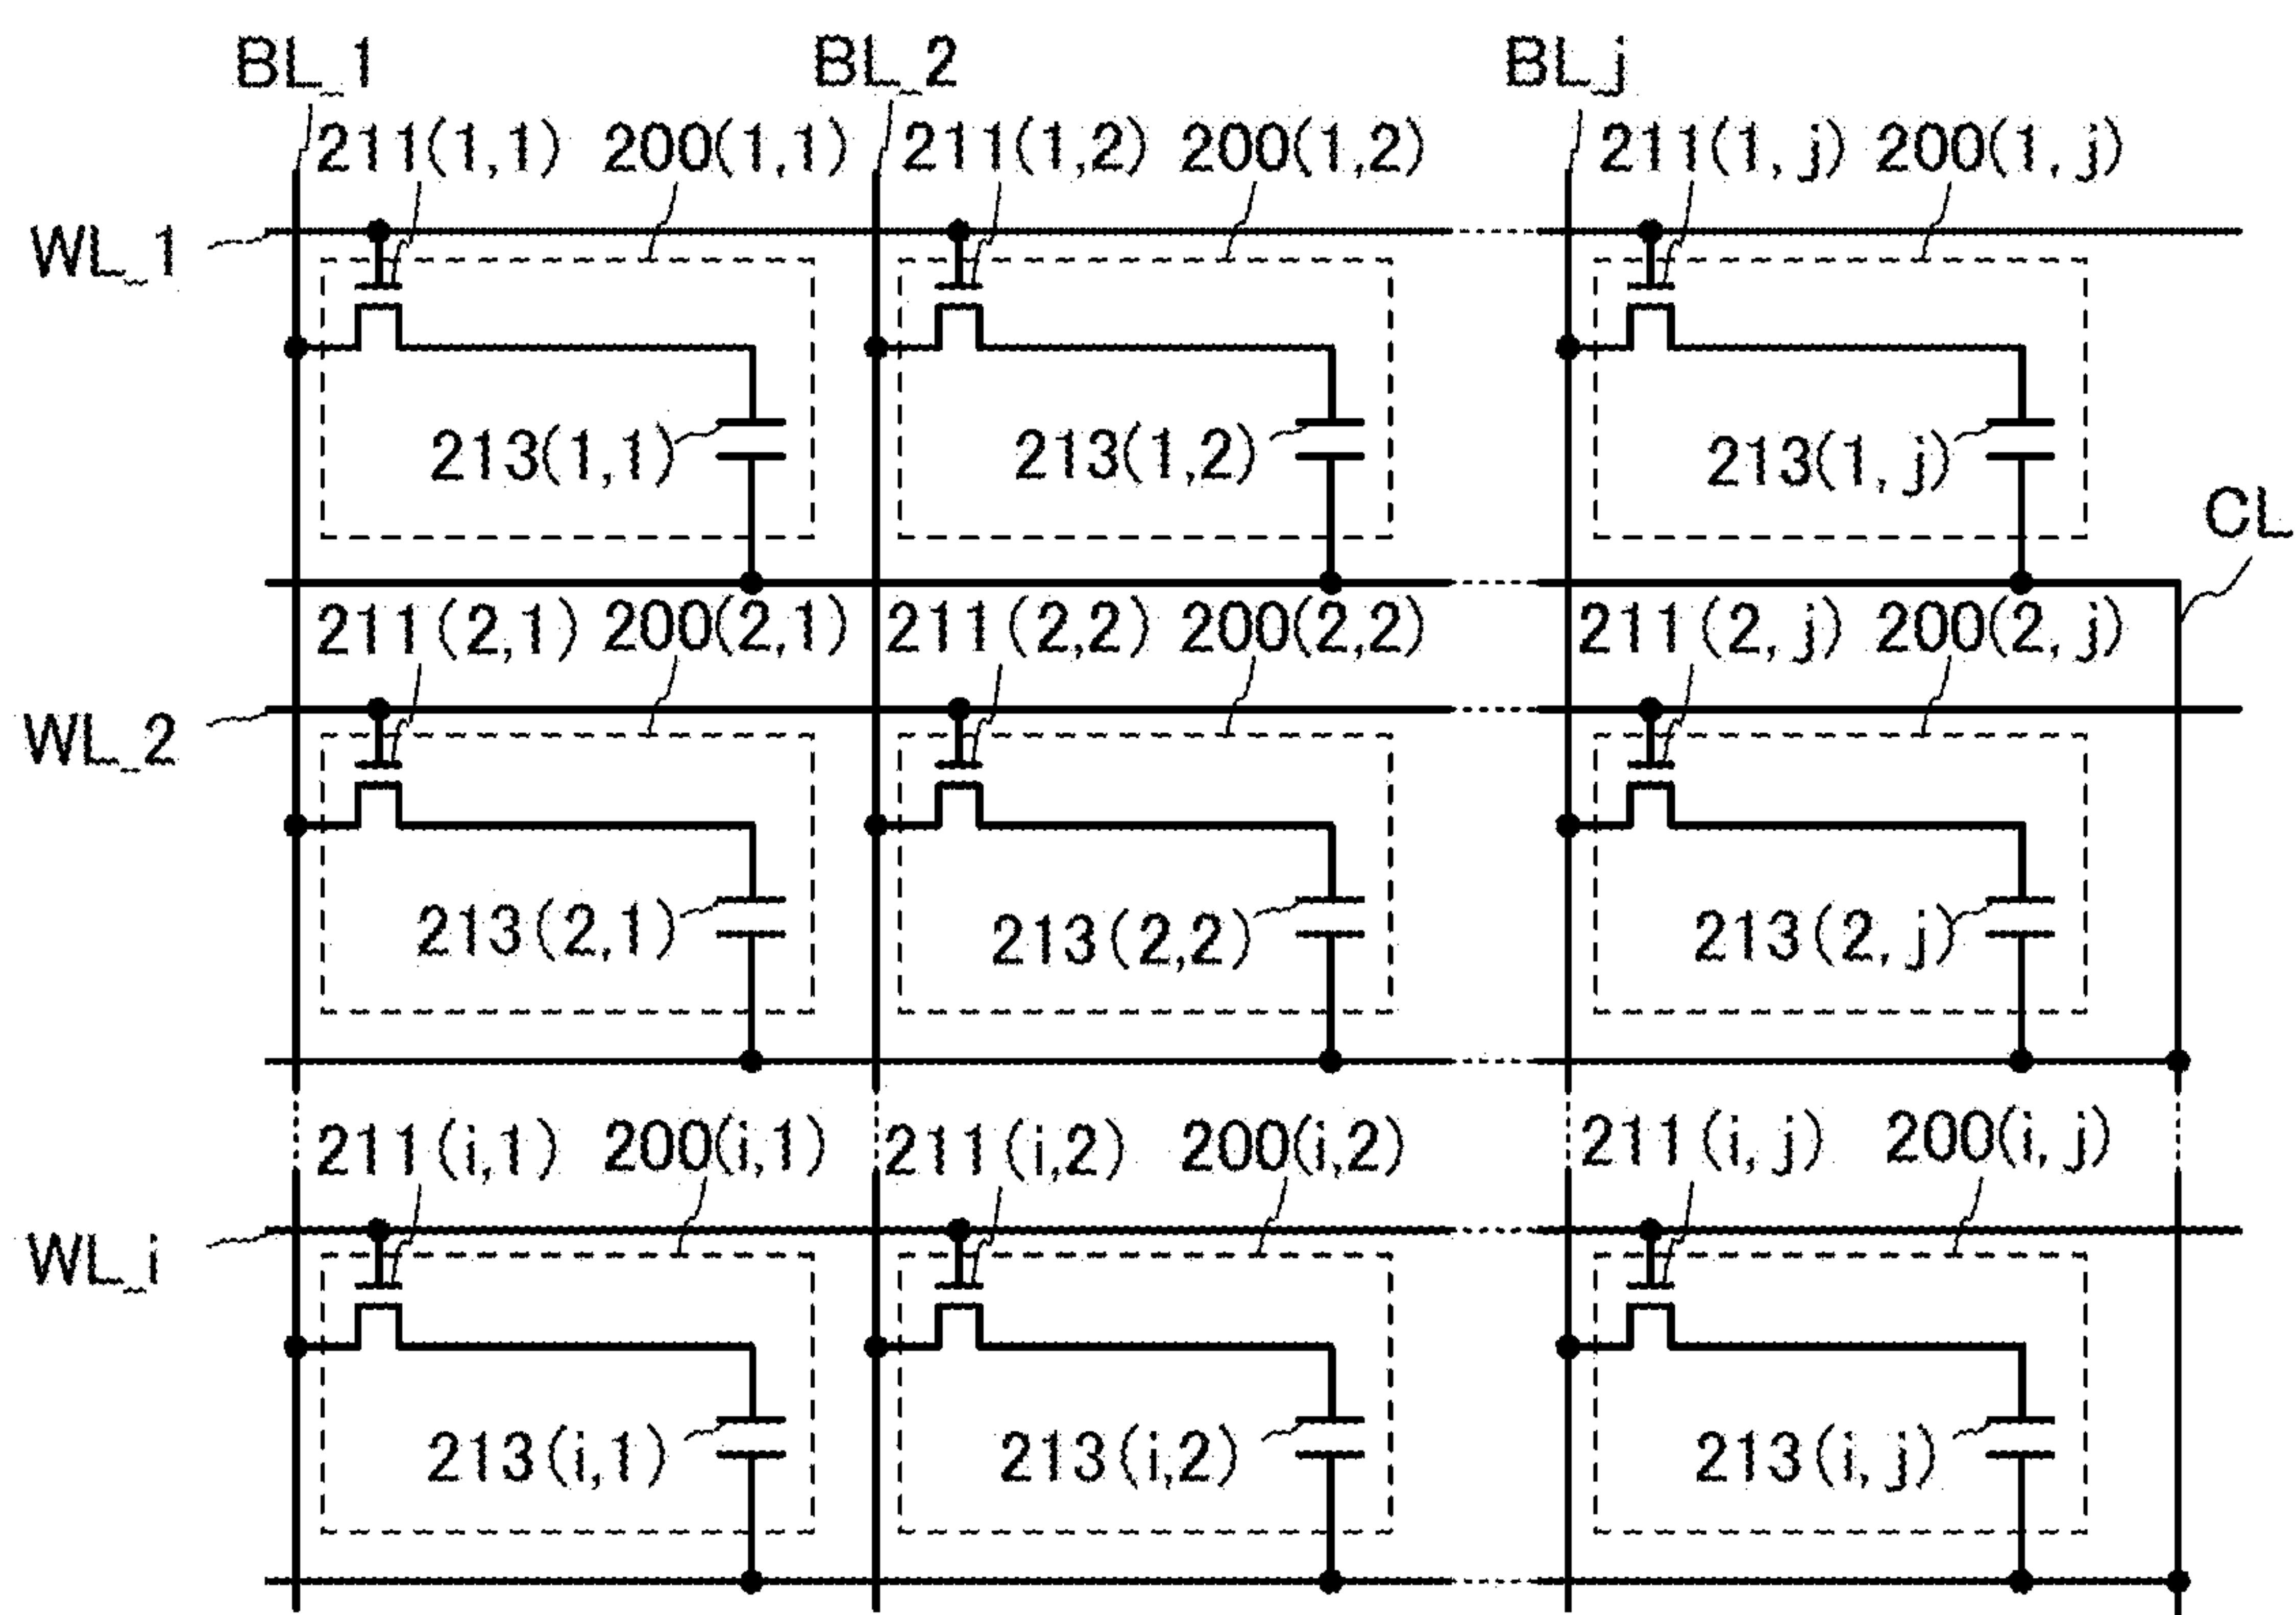 BL_1 BL_2 BL_j
211(1,1) 200(1,1) 211(1,2) 200(1,2) 211(1,j) 200(1,j)
WL_1
213(1,1) 213(1,2) 213(1,j)
CL
211(2,1) 200(2,1) 211(2,2) 200(2,2) 211(2,j) 200(2,j)
WL_2
213(2,1) 213(2,2) 213(2,j)
211(i,1) 200(i,1) 211(i,2) 200(i,2) 211(i,j) 200(i,j)
WL_i
213(i,1) 213(i,2) 213(i,j)